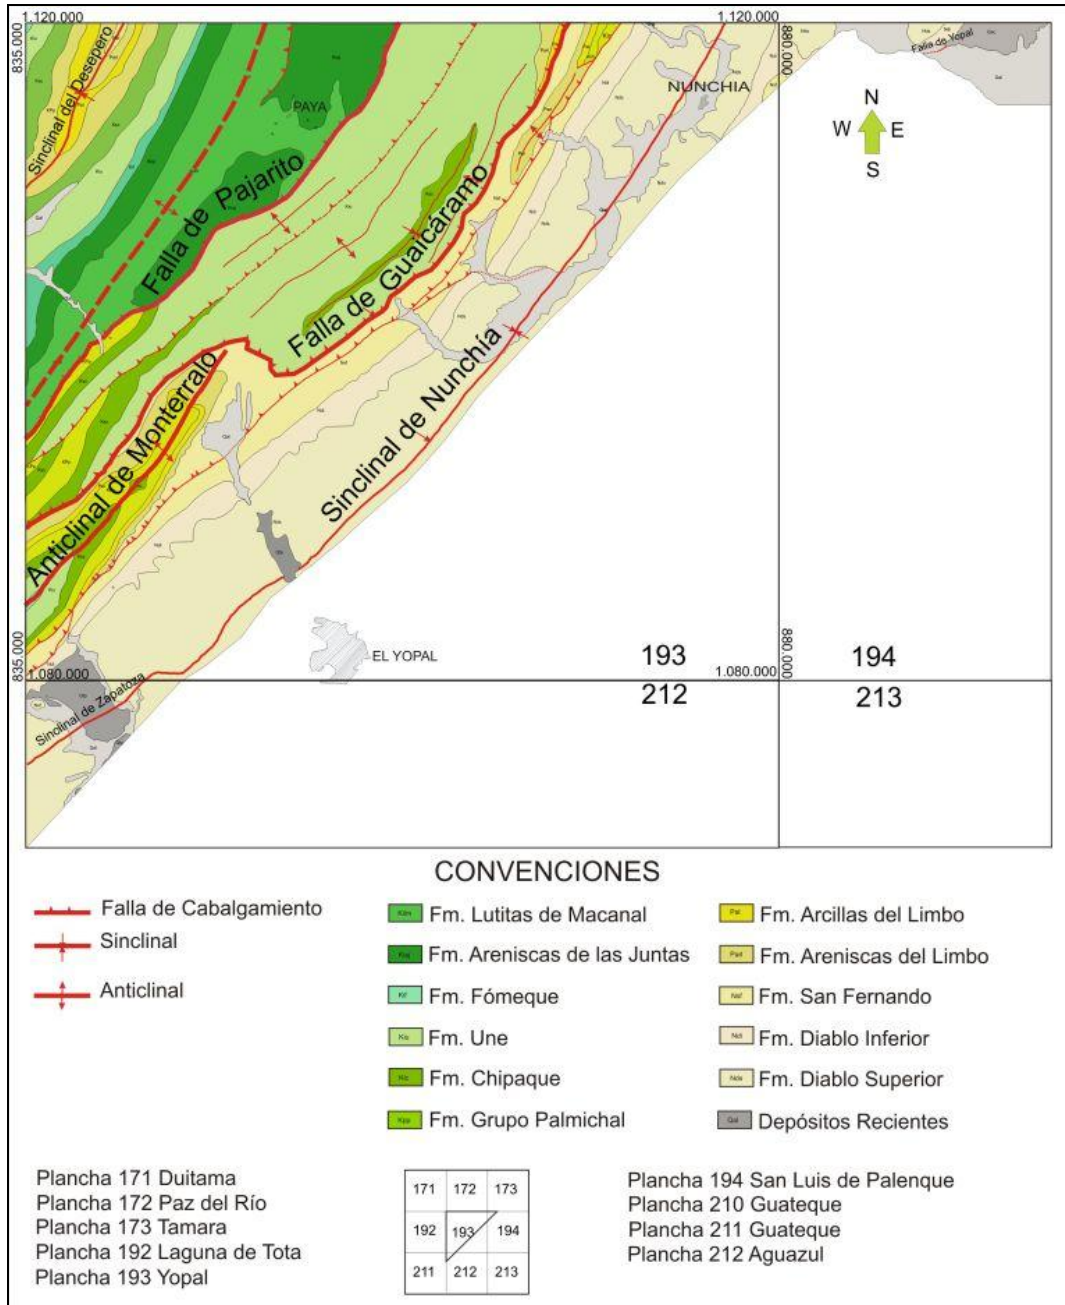 1.120.000
1.120.000
835.000
880.000
Sinclinal del Desepero
PAYA
NUNCHIA
Falla de Yopal
N
W E
S
Falla de Pajarito
Falla de Guaicáramo
Anticlinal de Monterralo
Sinclinal de Nunchía
EL YOPAL
193
194
835.000
880.000
1.080.000
1.080.000
212
213
Sinclinal de Zapatoza
CONVENCIONES
Falla de Cabalgamiento
Sinclinal
Anticlinal
Fm. Lutitas de Macanal
Fm. Areniscas de las Juntas
Fm. Fómeque
Fm. Une
Fm. Chipaque
Fm. Grupo Palmichal
Fm. Arcillas del Limbo
Fm. Areniscas del Limbo
Fm. San Fernando
Fm. Diablo Inferior
Fm. Diablo Superior
Depósitos Recientes
Plancha 171 Duitama
Plancha 172 Paz del Río
Plancha 173 Tamara
Plancha 192 Laguna de Tota
Plancha 193 Yopal
171 172 173
192 193 194
211 212 213
Plancha 194 San Luis de Palenque
Plancha 210 Guateque
Plancha 211 Guateque
Plancha 212 Aguazul